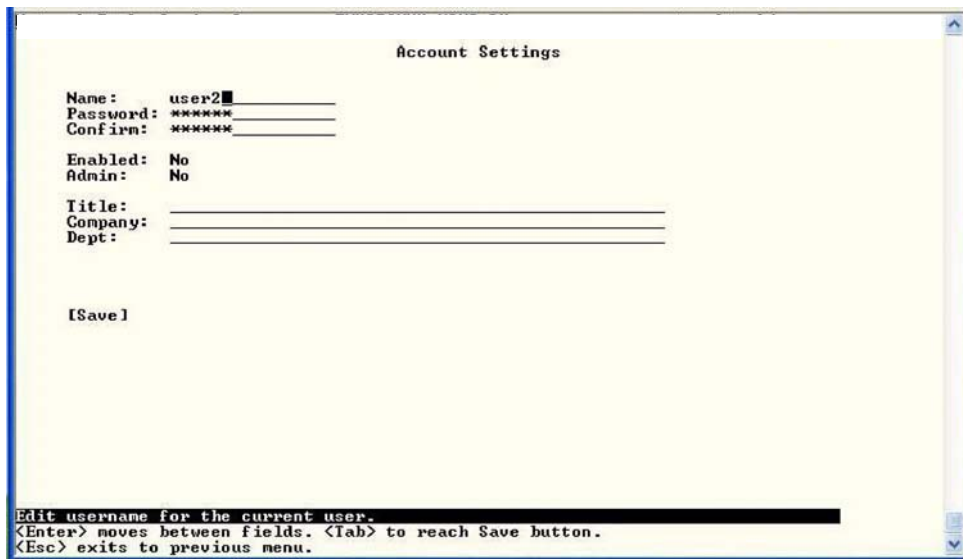 Account Settings
Name: user2
Password: ******
Confirm: ******
Enabled: No
Admin: No
Title:
Company:
Dept:
[Save]
Edit username for the current user.
<Enter> moves between fields. <Tab> to reach Save button.
<Esc> exits to previous menu.